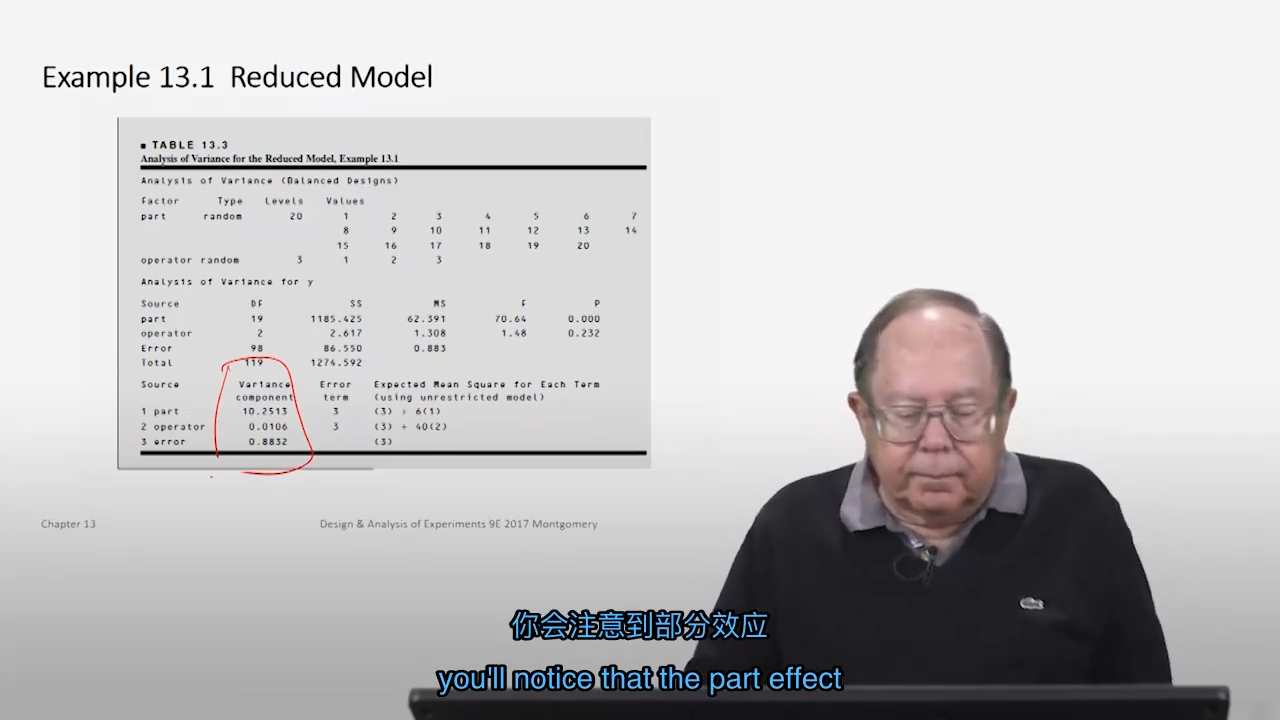 Example 13.1 Reduced Model
■ TABLE 13.3
Analysis of Variance for the Reduced Model, Example 13.1
Analysis of Variance (Balanced Designs)
Factor Type Levels Values
part random 20 1 2 3 4 5 6 7
8 9 10 11 12 13 14
15 16 17 18 19 20
operator random 3 1 2 3
Analysis of Variance for y
Source DF SS MS F P
part 19 1185.425 62.391 70.64 0.000
operator 2 2.617 1.308 1.48 0.232
Error 98 86.550 0.883
Total 119 1274.592
Source Variance Error Expected Mean Square for Each Term
component term (using unrestricted model)
1 part 10.2513 3 (3) + 6(1)
2 operator 0.0106 3 (3) + 40(2)
3 error 0.8832 (3)
Chapter 13 Design & Analysis of Experiments 9E 2017 Montgomery
你会注意到部分效应
you'll notice that the part effect